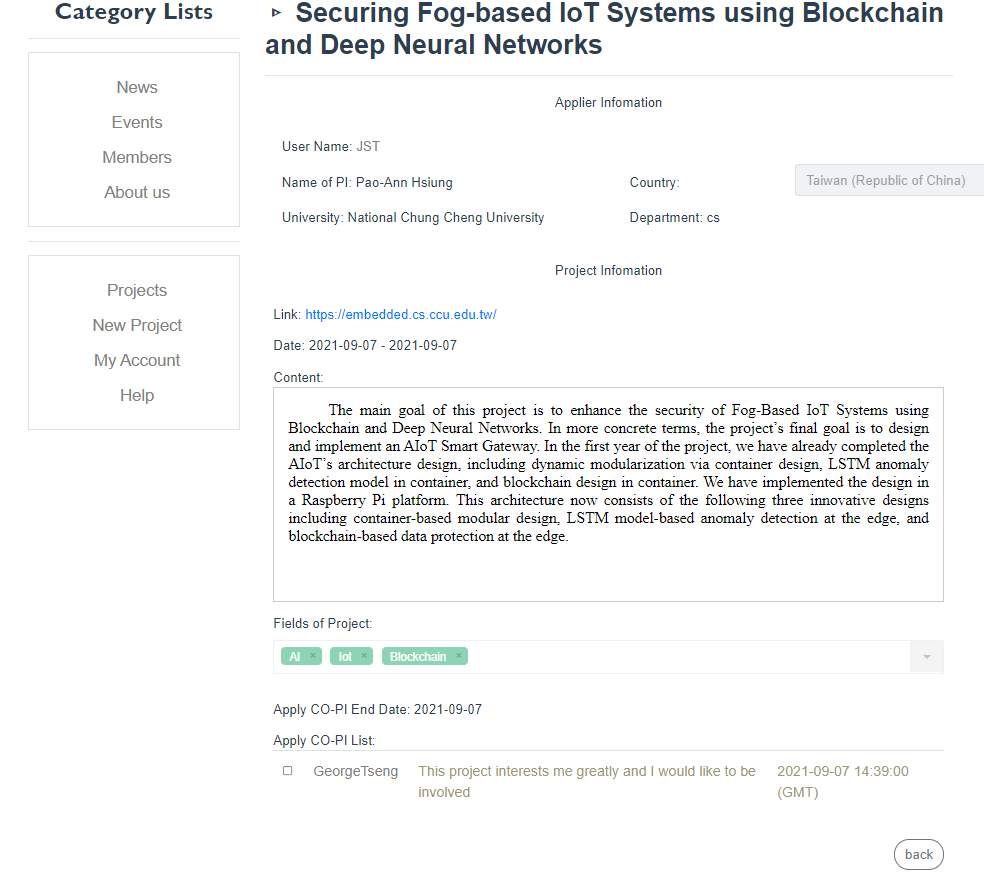 Category Lists
News
Events
Members
About us
Projects
New Project
My Account
Help
Securing Fog-based IoT Systems using Blockchain
and Deep Neural Networks
Applier Infomation
User Name: JST
Name of PI: Pao-Ann Hsiung
Country:
Taiwan (Republic of China)
University: National Chung Cheng University
Department: cs
Project Infomation
Link: https://embedded.cs.ccu.edu.tw/
Date: 2021-09-07 - 2021-09-07
Content:
The main goal of this project is to enhance the security of Fog-Based IoT Systems using
Blockchain and Deep Neural Networks. In more concrete terms, the project's final goal is to design
and implement an AIoT Smart Gateway. In the first year of the project, we have already completed the
AIoT's architecture design, including dynamic modularization via container design, LSTM anomaly
detection model in container, and blockchain design in container. We have implemented the design in
a Raspberry Pi platform. This architecture now consists of the following three innovative designs
including container-based modular design, LSTM model-based anomaly detection at the edge, and
blockchain-based data protection at the edge.
Fields of Project:
AI × Iot × Blockchain ×
Apply CO-PI End Date: 2021-09-07
Apply CO-PI List:
GeorgeTseng
This project interests me greatly and I would like to be
involved
2021-09-07 14:39:00
(GMT)
back